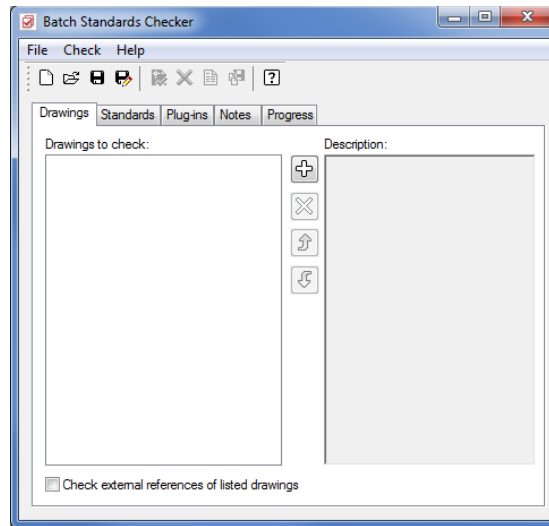 Batch Standards Checker
File Check Help
Drawings Standards Plug-ins Notes Progress
Drawings to check: Description:
Check external references of listed drawings